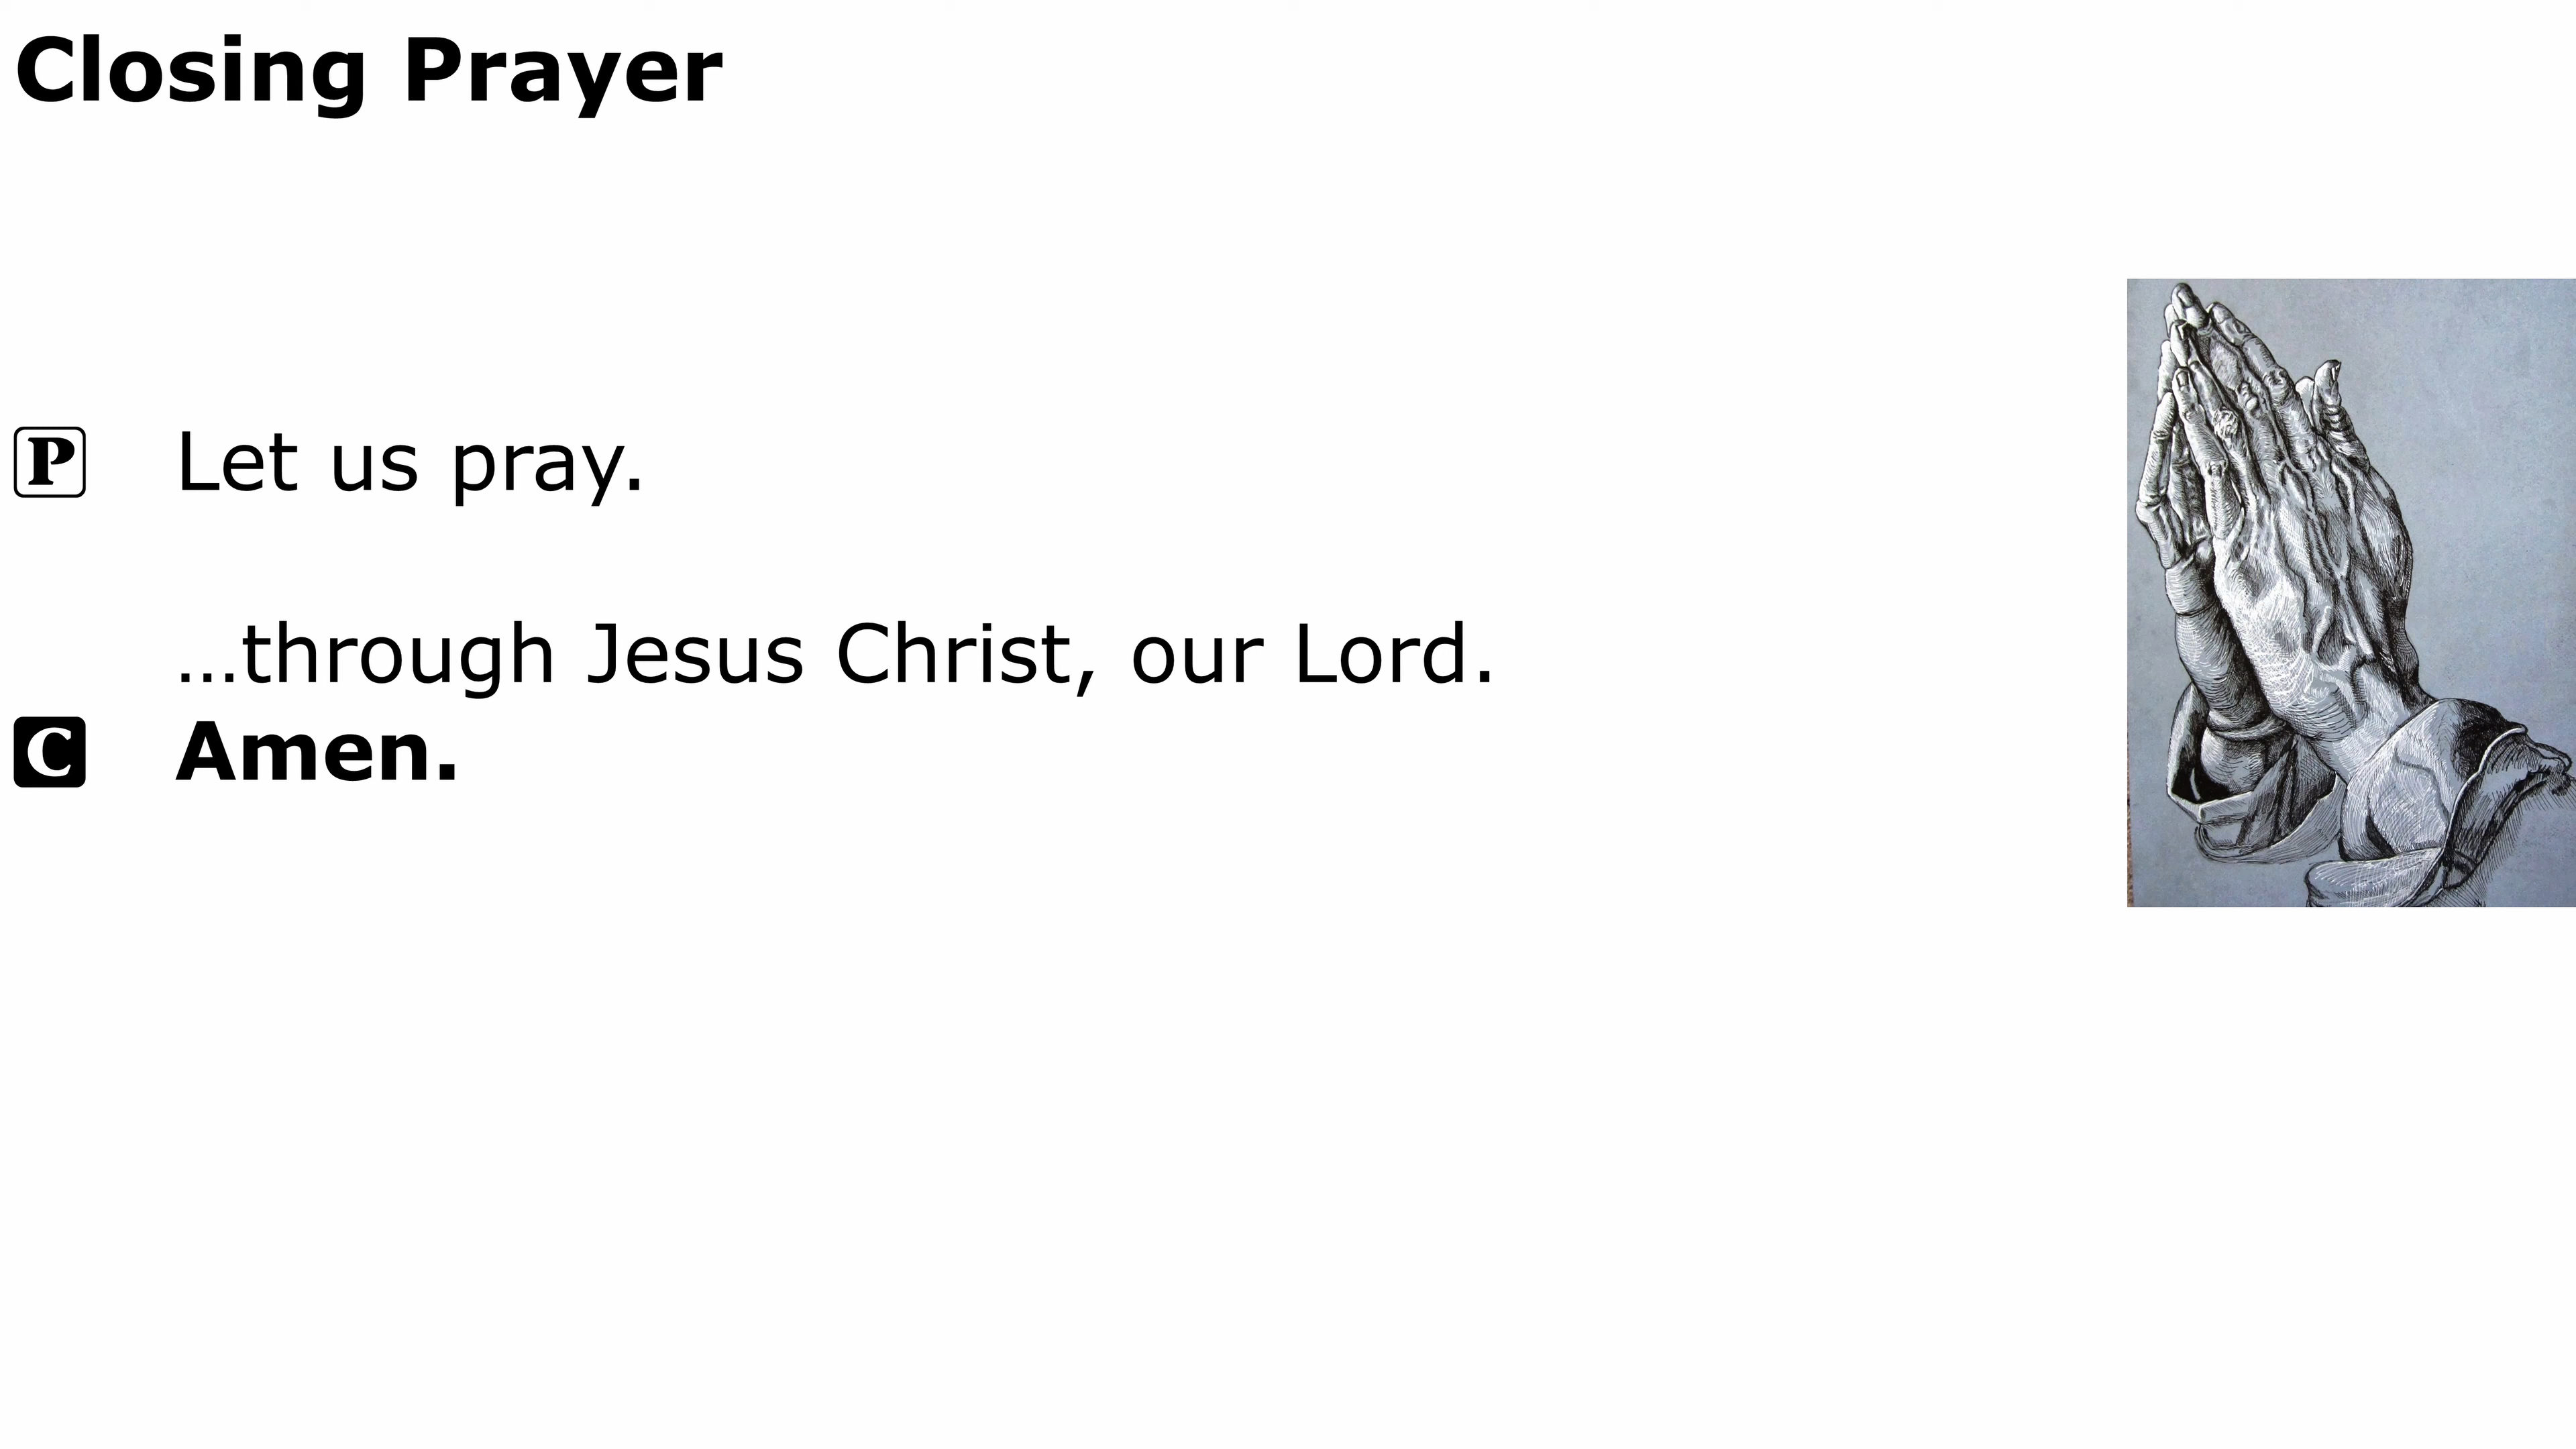 Closing Prayer
P Let us pray.
…through Jesus Christ, our Lord.
C Amen.